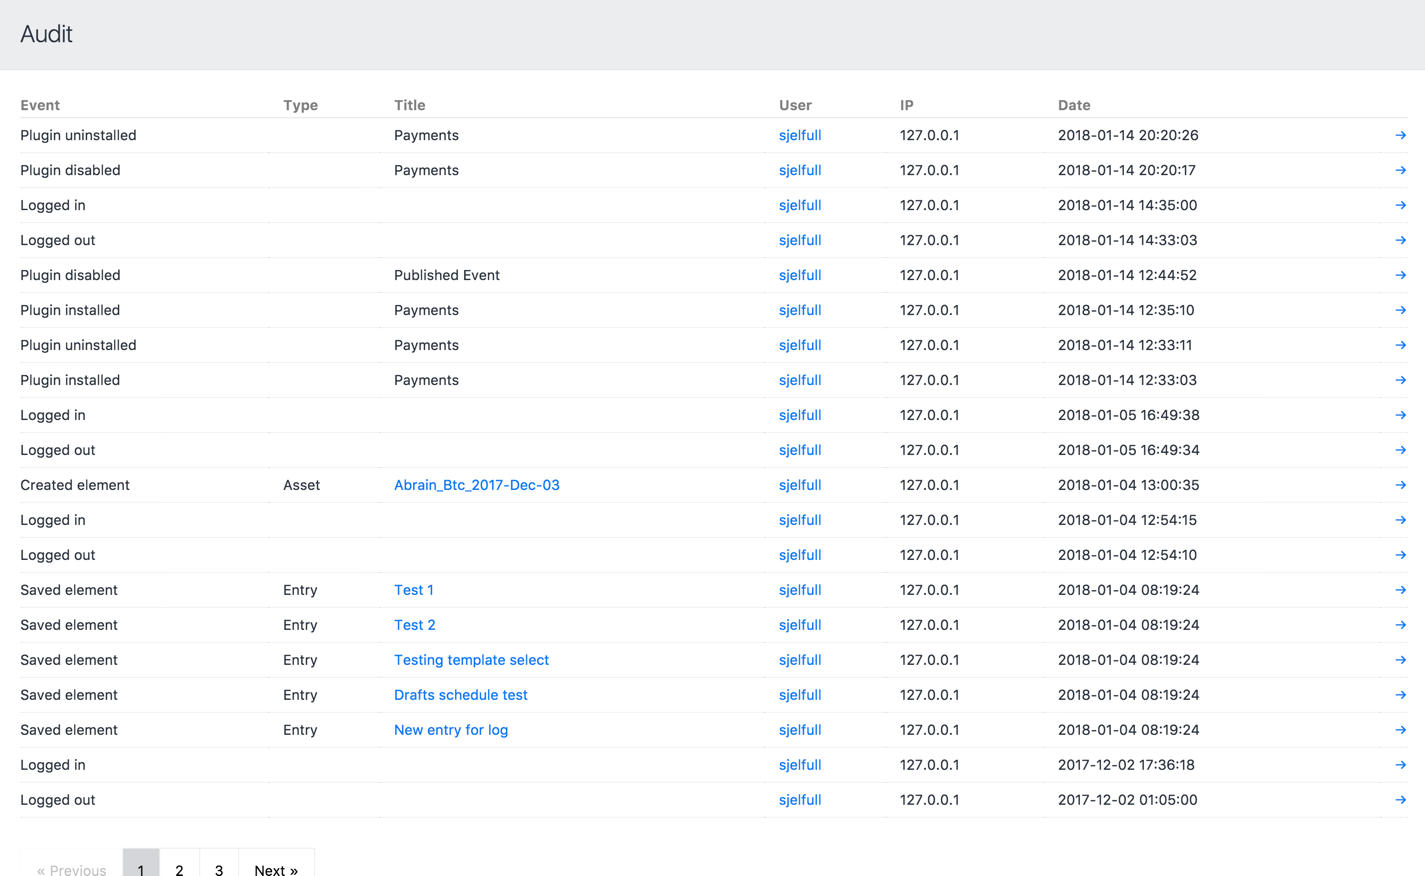 Audit
Event Type Title User IP Date
Plugin uninstalled Payments sjelfull 127.0.0.1 2018-01-14 20:20:26 →
Plugin disabled Payments sjelfull 127.0.0.1 2018-01-14 20:20:17 →
Logged in sjelfull 127.0.0.1 2018-01-14 14:35:00 →
Logged out sjelfull 127.0.0.1 2018-01-14 14:33:03 →
Plugin disabled Published Event sjelfull 127.0.0.1 2018-01-14 12:44:52 →
Plugin installed Payments sjelfull 127.0.0.1 2018-01-14 12:35:10 →
Plugin uninstalled Payments sjelfull 127.0.0.1 2018-01-14 12:33:11 →
Plugin installed Payments sjelfull 127.0.0.1 2018-01-14 12:33:03 →
Logged in sjelfull 127.0.0.1 2018-01-05 16:49:38 →
Logged out sjelfull 127.0.0.1 2018-01-05 16:49:34 →
Created element Asset Abrain_Btc_2017-Dec-03 sjelfull 127.0.0.1 2018-01-04 13:00:35 →
Logged in sjelfull 127.0.0.1 2018-01-04 12:54:15 →
Logged out sjelfull 127.0.0.1 2018-01-04 12:54:10 →
Saved element Entry Test 1 sjelfull 127.0.0.1 2018-01-04 08:19:24 →
Saved element Entry Test 2 sjelfull 127.0.0.1 2018-01-04 08:19:24 →
Saved element Entry Testing template select sjelfull 127.0.0.1 2018-01-04 08:19:24 →
Saved element Entry Drafts schedule test sjelfull 127.0.0.1 2018-01-04 08:19:24 →
Saved element Entry New entry for log sjelfull 127.0.0.1 2018-01-04 08:19:24 →
Logged in sjelfull 127.0.0.1 2017-12-02 17:36:18 →
Logged out sjelfull 127.0.0.1 2017-12-02 01:05:00 →
« Previous 1 2 3 Next »